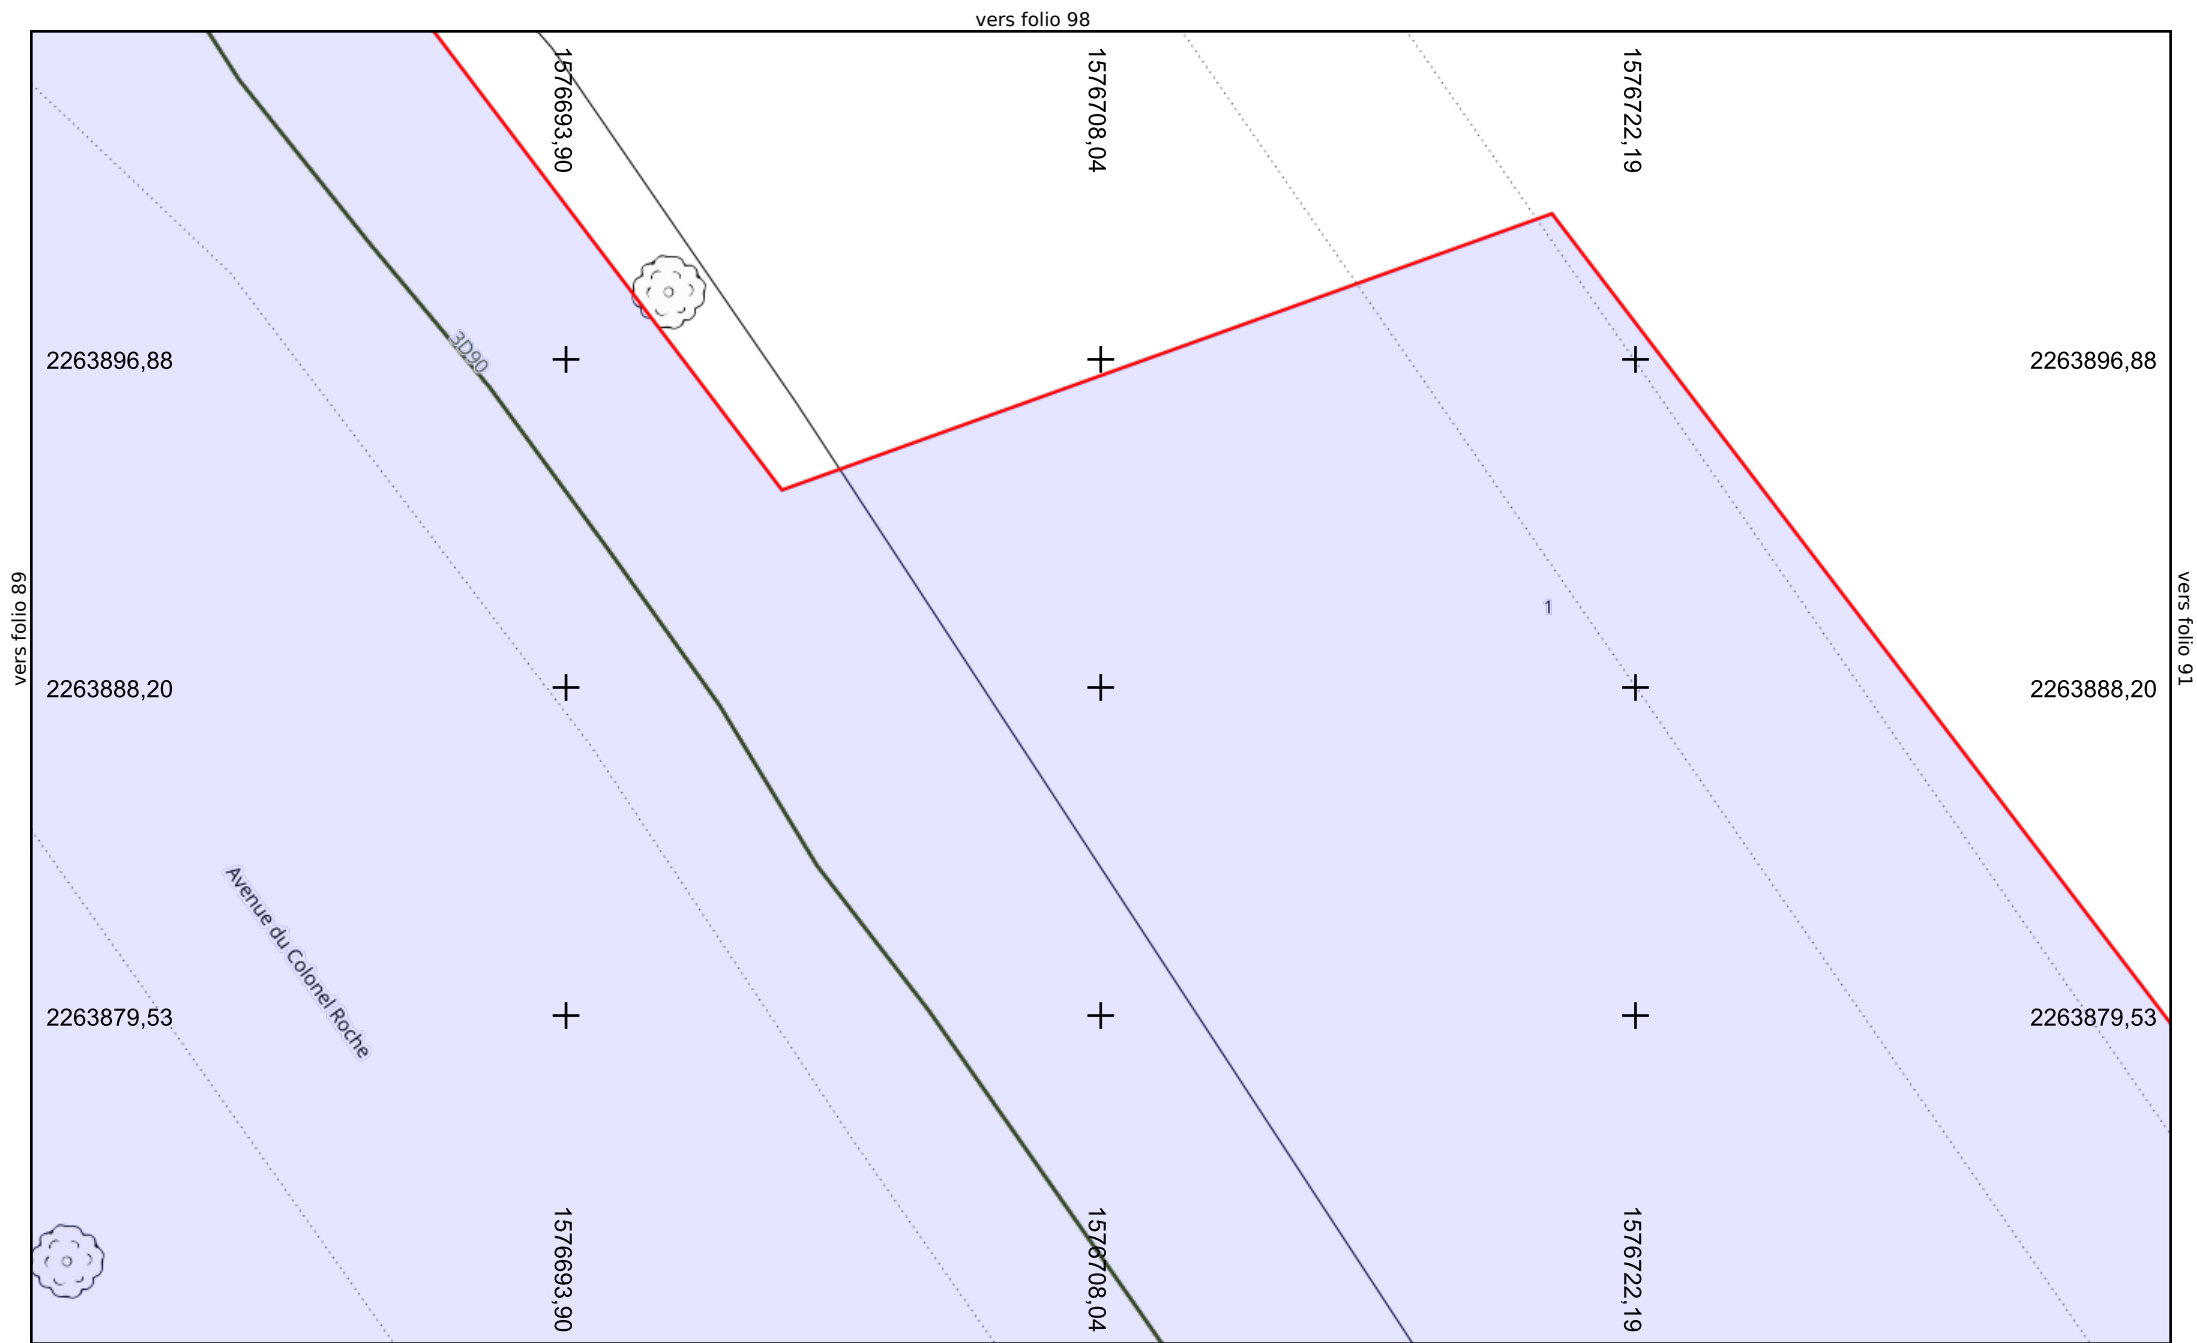 vers folio 98
1576693,90
1576708,04
1576722,19
3D90
2263896,88
2263896,88
vers folio 89
vers folio 91
1
2263888,20
2263888,20
Avenue du Colonel Roche
2263879,53
2263879,53
1576693,90
1576708,04
1576722,19